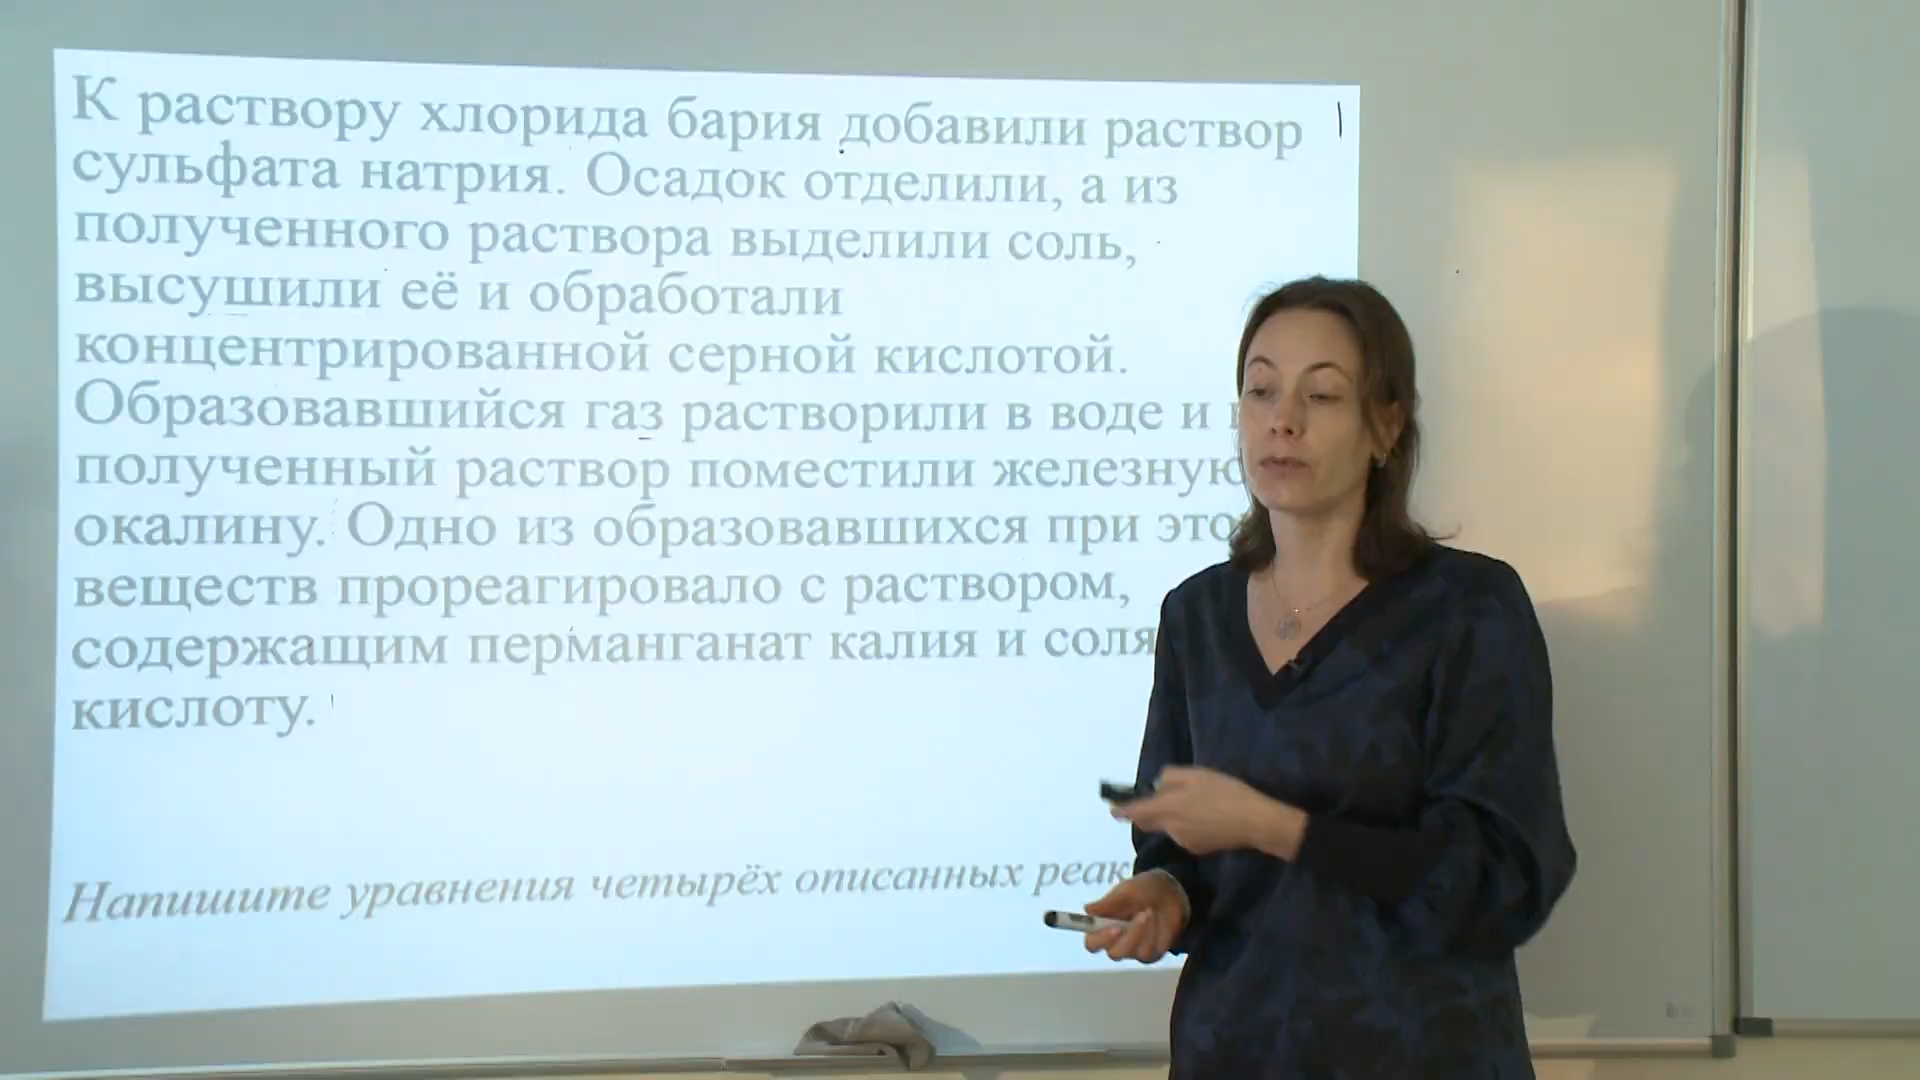 К раствору хлорида бария добавили раствор
сульфата натрия. Осадок отделили, а из
полученного раствора выделили соль,
высушили её и обработали
концентрированной серной кислотой.
Образовавшийся газ растворили в воде и
полученный раствор поместили железную
окалину. Одно из образовавшихся при это
веществ прореагировало с раствором,
содержащим перманганат калия и соля
кислоту.
Напишите уравнения четырёх описанных реак